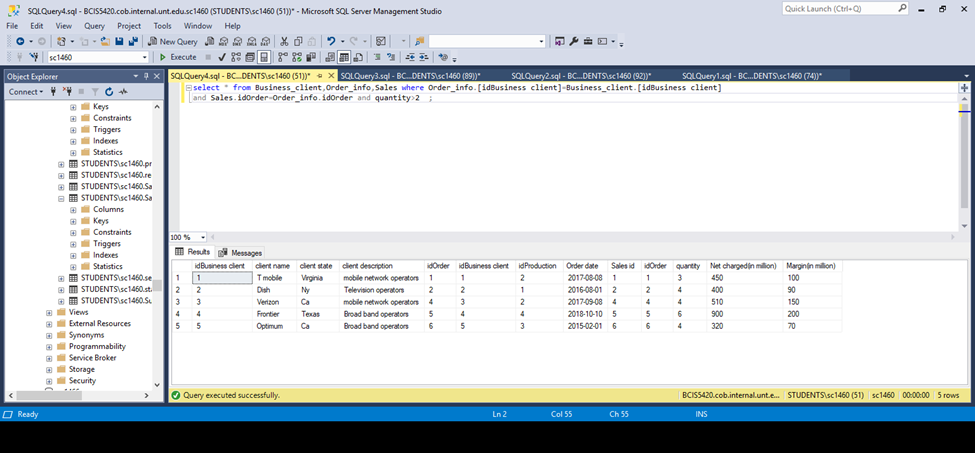 SQLQuery4.sql - BCIS5420.cob.internal.unt.edu.sc1460 (STUDENTS\sc1460 (51))* - Microsoft SQL Server Management Studio
Quick Launch (Ctrl+Q)
File Edit View Query Project Tools Window Help
New Query
sc1460 Execute
Object Explorer
SQLQuery4.sql - BC...DENTS\sc1460 (51))* SQLQuery3.sql - BC...DENTS\sc1460 (89))* SQLQuery2.sql - BC...DENTS\sc1460 (92))* SQLQuery1.sql - BC...DENTS\sc1460 (74))*
Connect
select * from Business_client,Order_info,Sales where Order_info.[idBusiness client]=Business_client.[idBusiness client]
and Sales.idOrder=Order_info.idOrder and quantity>2 ;
Keys
Constraints
Triggers
Indexes
Statistics
STUDENTS\sc1460.pr
STUDENTS\sc1460.re
STUDENTS\sc1460.Sa
STUDENTS\sc1460.Sa
Columns
Keys
Constraints
Triggers
Indexes
Statistics
STUDENTS\sc1460.se
STUDENTS\sc1460.sta
STUDENTS\sc1460.Su
Views
External Resources
Synonyms
Programmability
Service Broker
Storage
Security
100 %
Results Messages
idBusiness client client name client state client description idOrder idBusiness client idProduction Order date Sales id idOrder quantity Net charged(in million) Margin(in million)
1 1 T mobile Virginia mobile network operators 1 1 2 2017-08-08 1 1 3 450 100
2 2 Dish Ny Television operators 2 2 1 2016-08-01 2 2 4 400 90
3 3 Verizon Ca mobile network operators 4 3 2 2017-09-08 4 4 4 510 150
4 4 Frontier Texas Broad band operators 5 4 4 2018-10-10 5 5 6 900 200
5 5 Optimum Ca Broad band operators 6 5 3 2015-02-01 6 6 4 320 70
Query executed successfully. BCIS5420.cob.internal.unt.e... STUDENTS\sc1460 (51) sc1460 00:00:00 5 rows
Ready Ln 2 Col 55 Ch 55 INS